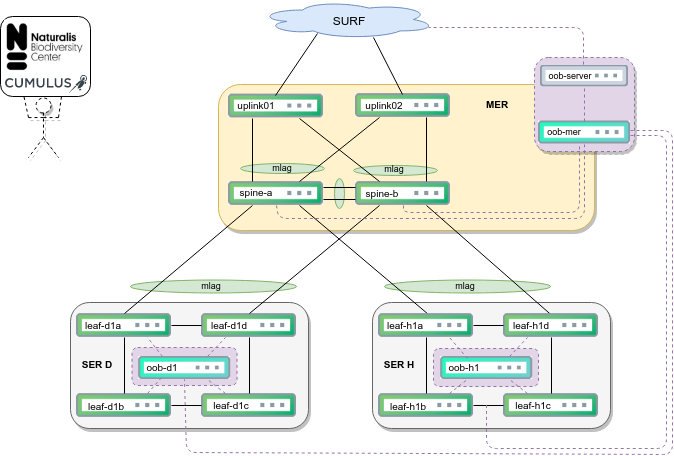 SURF
Naturalis
Biodiversity
Center
CUMULUS
oob-server
uplink01
uplink02
MER
oob-mer
mlag
mlag
spine-a
spine-b
mlag
mlag
leaf-d1a
leaf-d1d
leaf-h1a
leaf-h1d
SER D
oob-d1
SER H
oob-h1
leaf-d1b
leaf-d1c
leaf-h1b
leaf-h1c